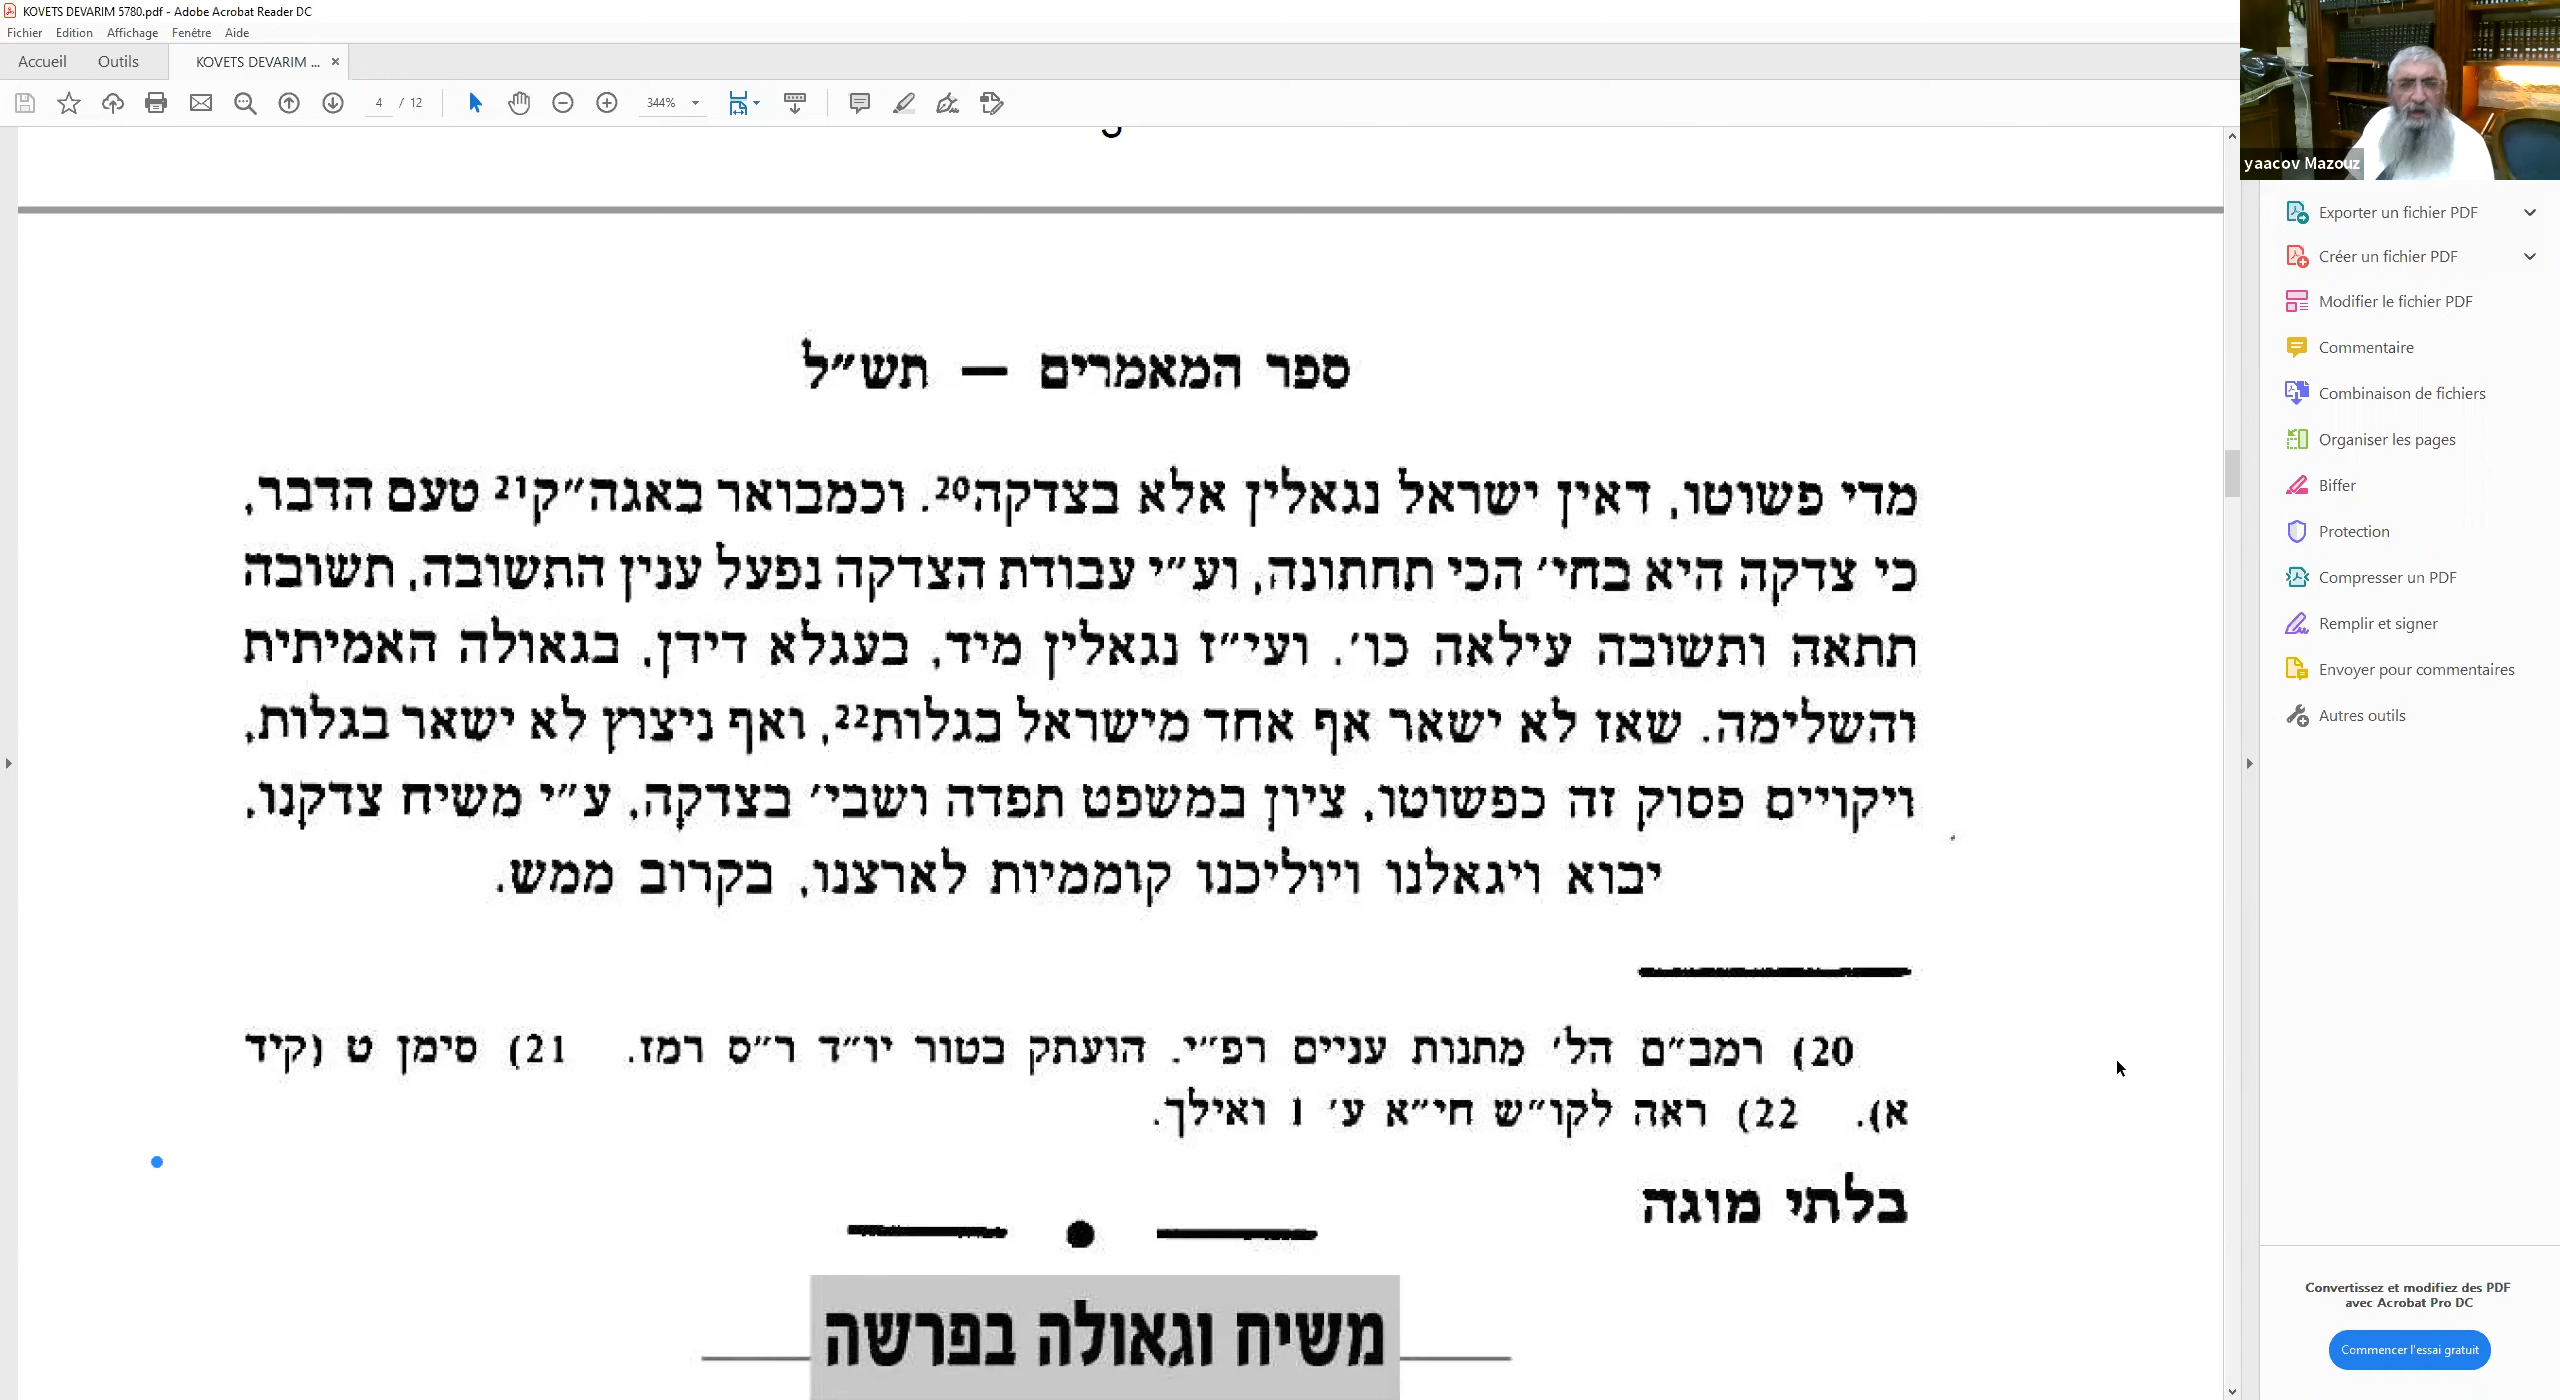 KOVETS DEVARIM 5780.pdf - Adobe Acrobat Reader DC
Fichier Edition Affichage Fenêtre Aide
Accueil Outils KOVETS DEVARIM ... ×
4 / 12 344%
yaacov Mazouz
ספר המאמרים — תש״ל
מדי פשוטו, דאין ישראל נגאלין אלא בצדקה20. וכמבואר באגה״ק21 טעם הדבר,
כי צדקה היא בחי׳ הכי תחתונה, וע״י עבודת הצדקה נפעל ענין התשובה, תשובה
תתאה ותשובה עילאה כו׳. ועי״ז נגאלין מיד, בעגלא דידן, בגאולה האמיתית
והשלימה. שאז לא ישאר אף אחד מישראל בגלות22, ואף ניצוץ לא ישאר בגלות,
ויקויים פסוק זה כפשוטו, ציון במשפט תפדה ושבי׳ בצדקה, ע״י משיח צדקנו,
יבוא ויגאלנו ויוליכנו קוממיות לארצנו, בקרוב ממש.
20) רמב״ם הל׳ מתנות עניים רפ״י. הועתק בטור יו״ד ר״ס רמז. 21) סימן ט (קיד
א). 22) ראה לקו״ש חי״א ע׳ 1 ואילך.
בלתי מוגה
משיח וגאולה בפרשה
Exporter un fichier PDF
Créer un fichier PDF
Modifier le fichier PDF
Commentaire
Combinaison de fichiers
Organiser les pages
Biffer
Protection
Compresser un PDF
Remplir et signer
Envoyer pour commentaires
Autres outils
Convertissez et modifiez des PDF
avec Acrobat Pro DC
Commencer l'essai gratuit